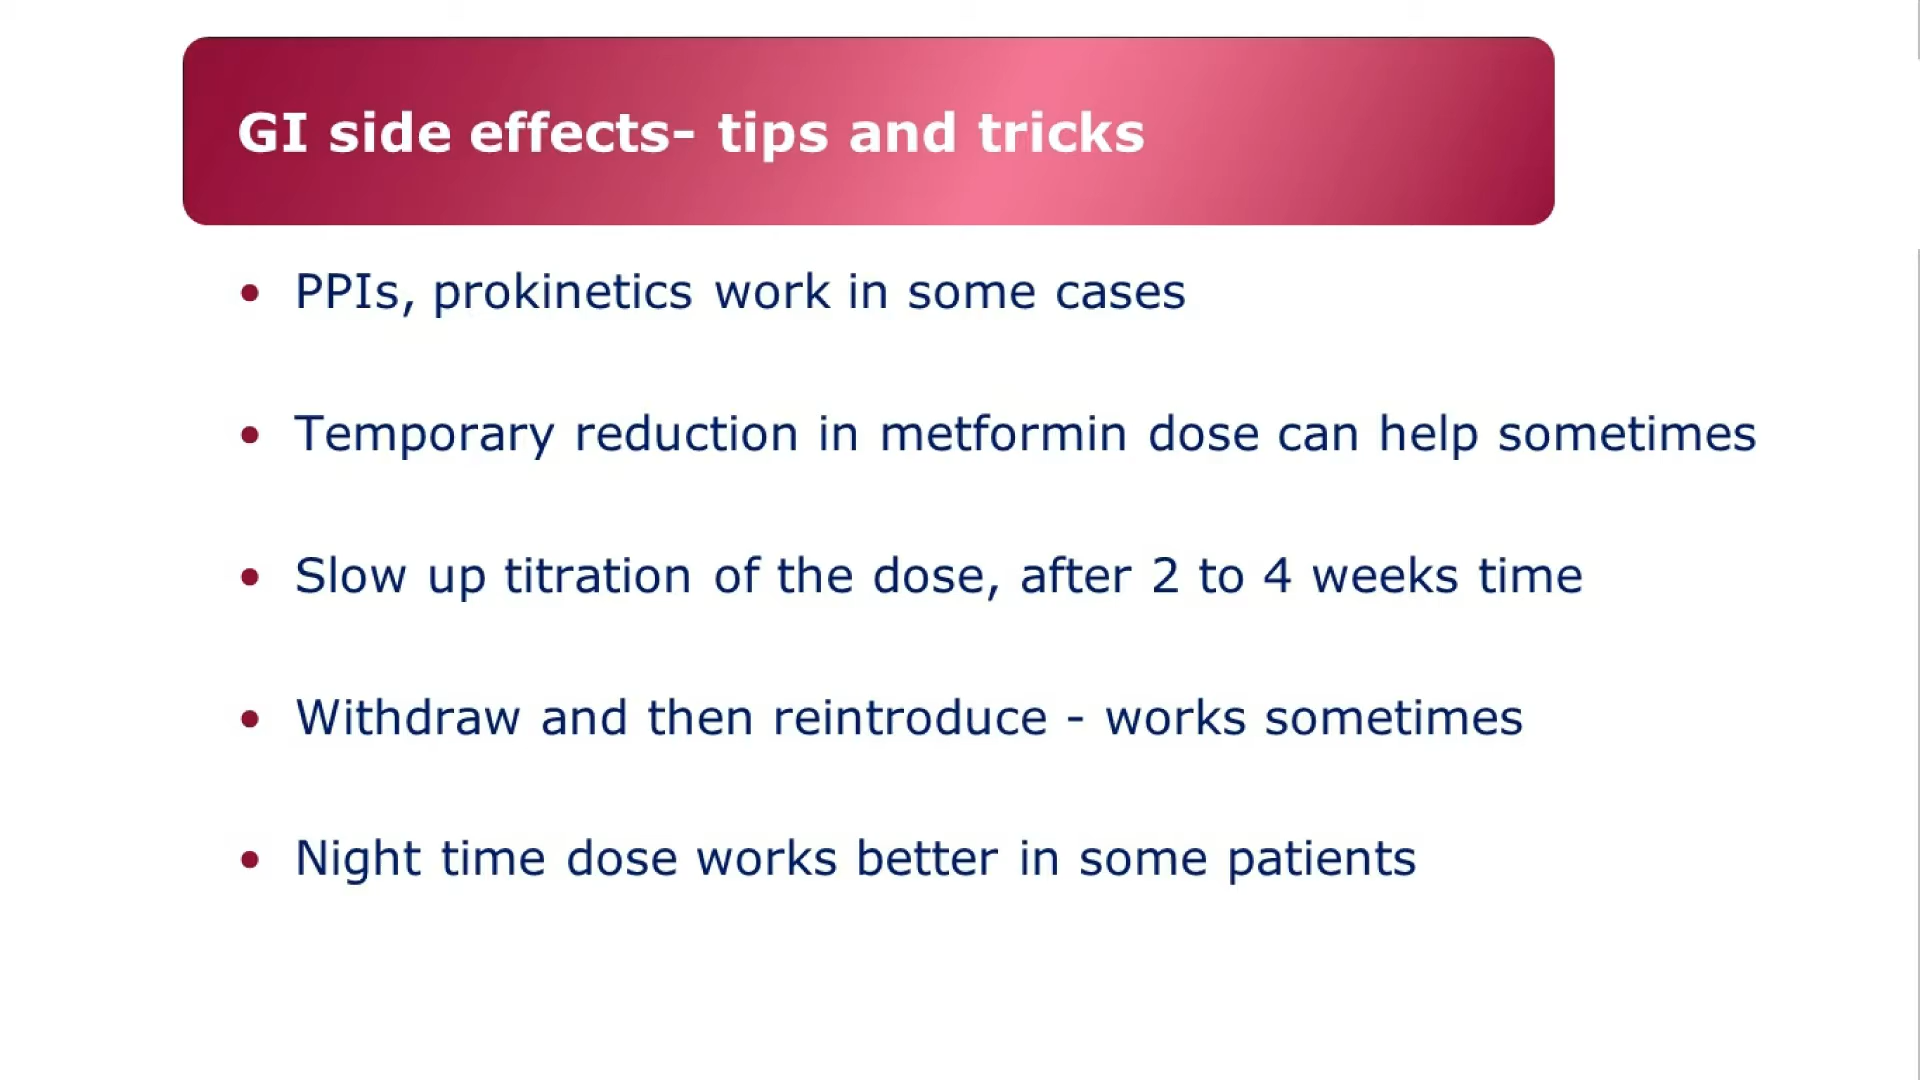 GI side effects- tips and tricks
• PPIs, prokinetics work in some cases
• Temporary reduction in metformin dose can help sometimes
• Slow up titration of the dose, after 2 to 4 weeks time
• Withdraw and then reintroduce - works sometimes
• Night time dose works better in some patients